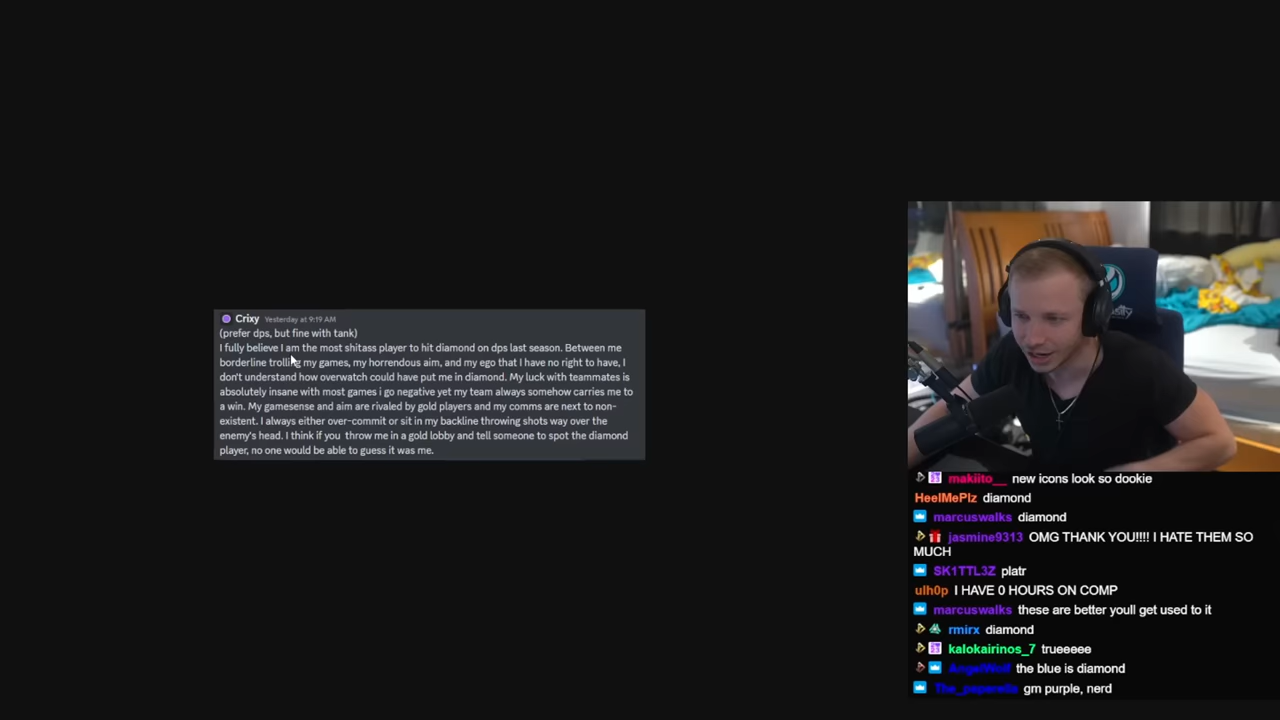 Crixy Yesterday at 9:19 AM
(prefer dps, but fine with tank)
I fully believe I am the most shitass player to hit diamond on dps last season. Between me
borderline trolling my games, my horrendous aim, and my ego that I have no right to have, I
don't understand how overwatch could have put me in diamond. My luck with teammates is
absolutely insane with most games i go negative yet my team always somehow carries me to
a win. My gamesense and aim are rivaled by gold players and my comms are next to non-
existent. I always either over-commit or sit in my backline throwing shots way over the
enemy's head. I think if you throw me in a gold lobby and tell someone to spot the diamond
player, no one would be able to guess it was me.
makiito__ new icons look so dookie
HeelMePlz diamond
marcuswalks diamond
jasmine9313 OMG THANK YOU!!!! I HATE THEM SO
MUCH
SK1TTL3Z platr
ulh0p I HAVE 0 HOURS ON COMP
marcuswalks these are better youll get used to it
rmirx diamond
kalokairinos_7 trueeeee
AngelWolf the blue is diamond
gm purple, nerd